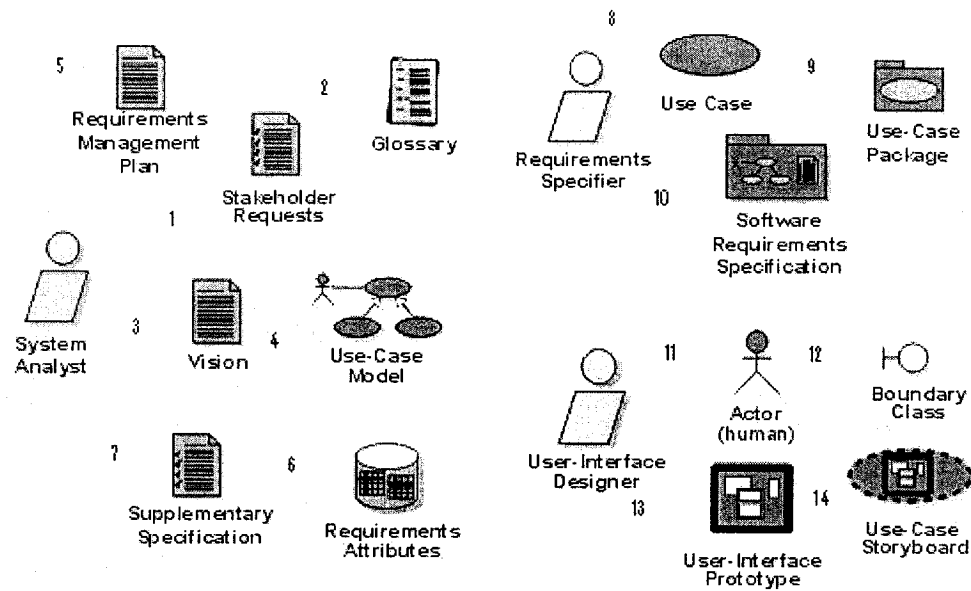 5
Requirements
Management
Plan
2
Glossary
Stakeholder
Requests
1
System
Analyst
3
Vision
4
Use-Case
Model
7
Supplementary
Specification
6
Requirements
Attributes
8
Requirements
Specifier
Use Case
9
Use-Case
Package
10
Software
Requirements
Specification
11
User-Interface
Designer
Actor
(human)
12
Boundary
Class
13
User-Interface
Prototype
14
Use-Case
Storyboard